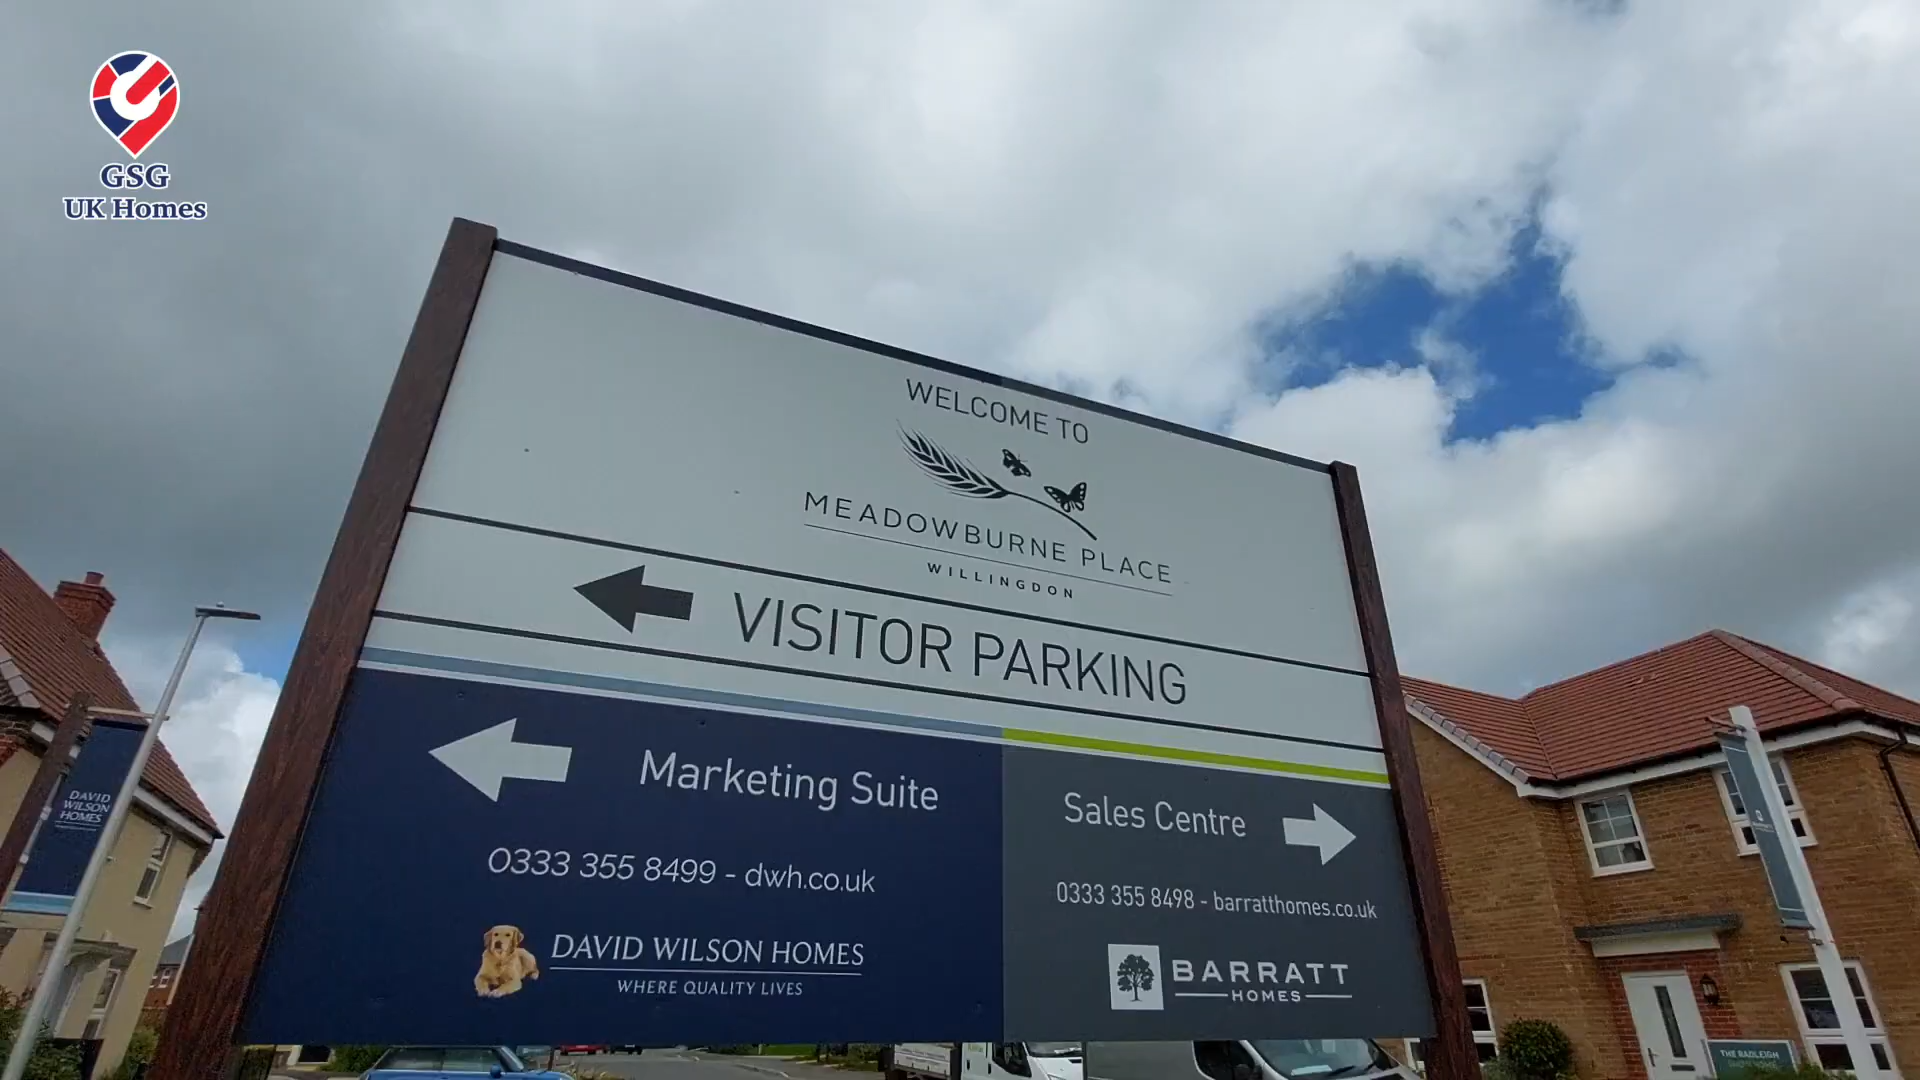 GSG
UK Homes
WELCOME TO
MEADOWBURNE PLACE
WILLINGDON
VISITOR PARKING
Marketing Suite
0333 355 8499 - dwh.co.uk
DAVID WILSON HOMES
WHERE QUALITY LIVES
Sales Centre
0333 355 8498 - barratthomes.co.uk
BARRATT
HOMES
DAVID
WILSON
HOMES
THE RADLEIGH